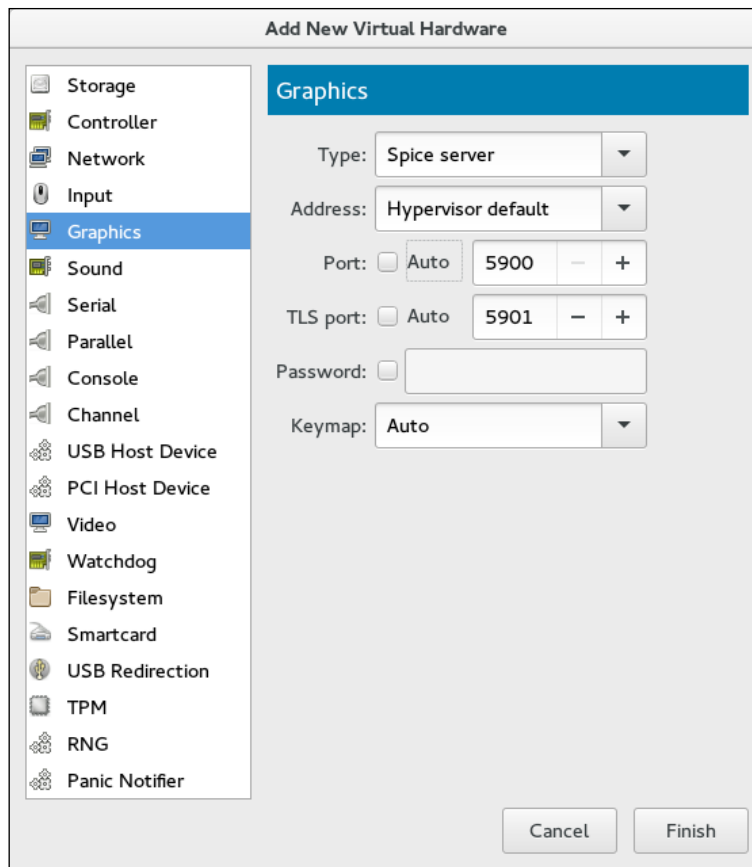 Add New Virtual Hardware
Storage
Controller
Network
Input
Graphics
Sound
Serial
Parallel
Console
Channel
USB Host Device
PCI Host Device
Video
Watchdog
Filesystem
Smartcard
USB Redirection
TPM
RNG
Panic Notifier
Graphics
Type: Spice server
Address: Hypervisor default
Port: Auto 5900 − +
TLS port: Auto 5901 − +
Password:
Keymap: Auto
Cancel Finish